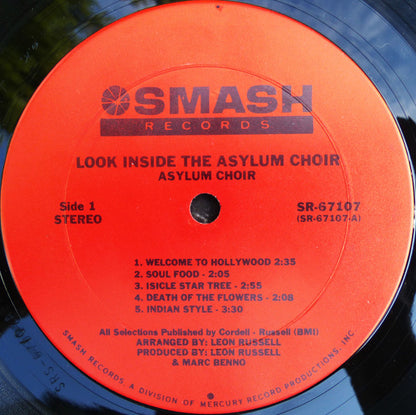 SMASH
RECORDS
LOOK INSIDE THE ASYLUM CHOIR
ASYLUM CHOIR
Side 1
STEREO
SR-67107
(SR-67107-A)
1. WELCOME TO HOLLYWOOD 2:35
2. SOUL FOOD - 2:05
3. ISICLE STAR TREE - 2:55
4. DEATH OF THE FLOWERS - 2:08
5. INDIAN STYLE - 3:30
All Selections Published by Cordell - Russell (BMI)
ARRANGED BY: LEON RUSSELL
PRODUCED BY: LEON RUSSELL
& MARC BENNO
SMASH RECORDS A DIVISION OF MERCURY RECORD PRODUCTIONS, INC.